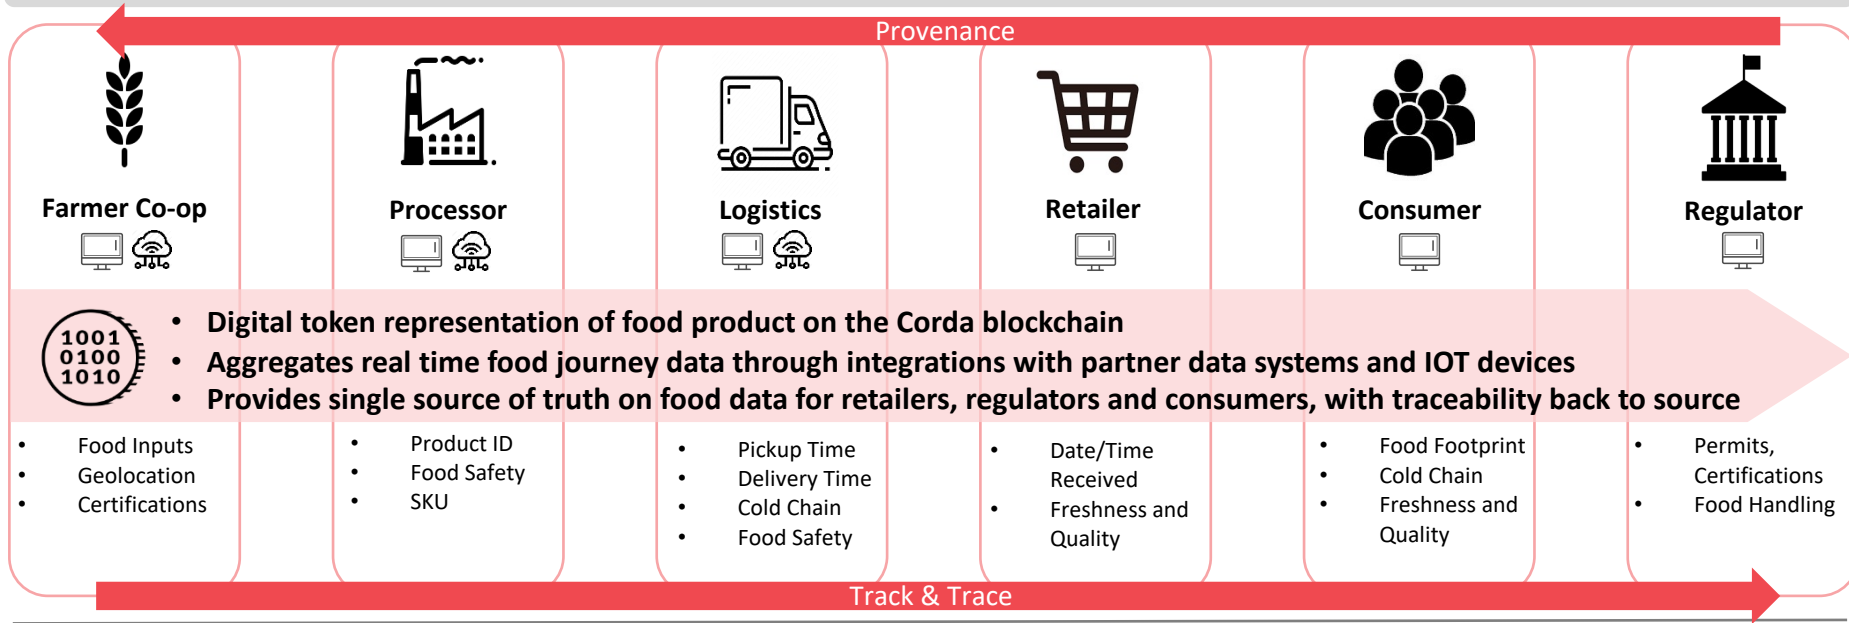 Provenance
Farmer Co-op
Processor
Logistics
Retailer
Consumer
Regulator
1001
0100
1010
• Digital token representation of food product on the Corda blockchain
• Aggregates real time food journey data through integrations with partner data systems and IOT devices
• Provides single source of truth on food data for retailers, regulators and consumers, with traceability back to source
• Food Inputs
• Geolocation
• Certifications
• Product ID
• Food Safety
• SKU
• Pickup Time
• Delivery Time
• Cold Chain
• Food Safety
• Date/Time
Received
• Freshness and
Quality
• Food Footprint
• Cold Chain
• Freshness and
Quality
• Permits,
Certifications
• Food Handling
Track & Trace